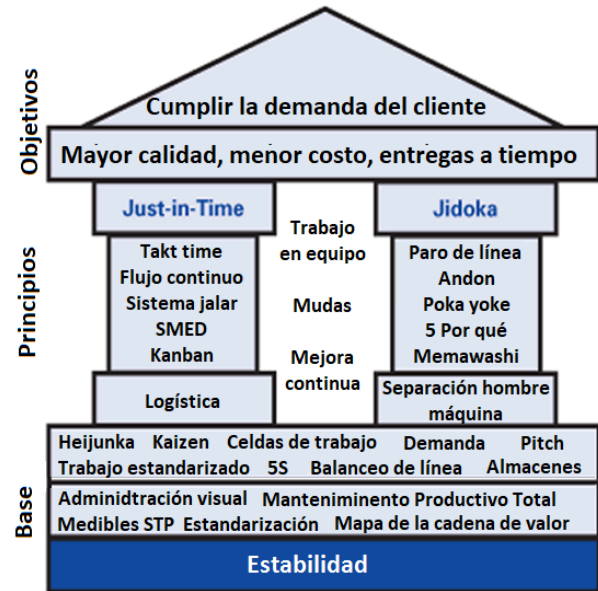 Objetivos
Cumplir la demanda del cliente
Mayor calidad, menor costo, entregas a tiempo
Principios
Just-in-Time
Takt time
Flujo continuo
Sistema jalar
SMED
Kanban
Logística
Trabajo
en equipo
Mudas
Mejora
continua
Jidoka
Paro de línea
Andon
Poka yoke
5 Por qué
Memawashi
Separación hombre
máquina
Base
Heijunka Kaizen Celdas de trabajo Demanda Pitch
Trabajo estandarizado 5S Balanceo de línea Almacenes
Adminidtración visual Manteniminento Productivo Total
Medibles STP Estandarización Mapa de la cadena de valor
Estabilidad